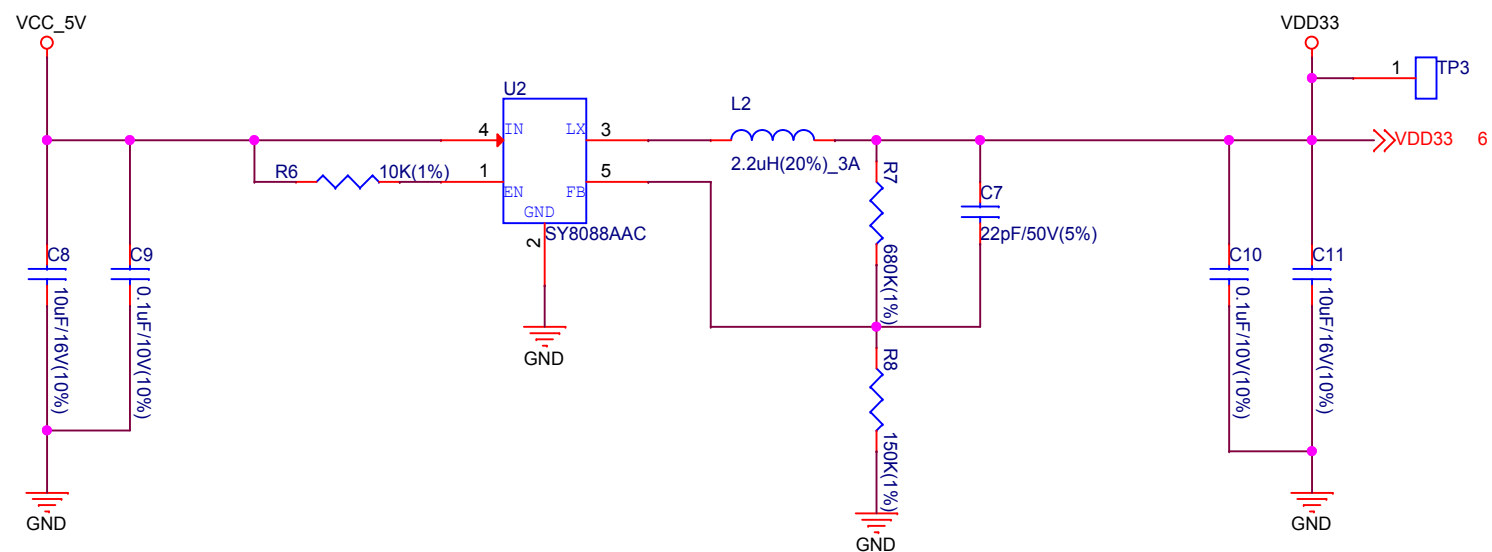 VCC_5V
VDD33
1
TP3
U2
L2
4
IN
LX
3
VDD33
6
R6
10K(1%)
1
EN
FB
5
2.2uH(20%)_3A
R7
C7
GND
2
SY8088AAC
22pF/50V(5%)
680K(1%)
C8
10uF/16V(10%)
C9
0.1uF/10V(10%)
C10
0.1uF/10V(10%)
C11
10uF/16V(10%)
GND
R8
150K(1%)
GND
GND
GND